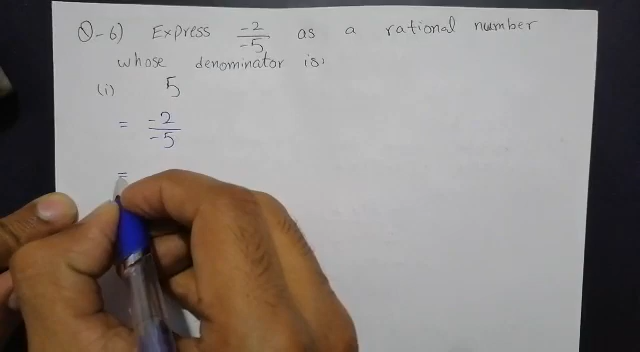 Q-6) Express -2/-5 as a rational number
whose denominator is:
(i) 5
= -2/-5
=